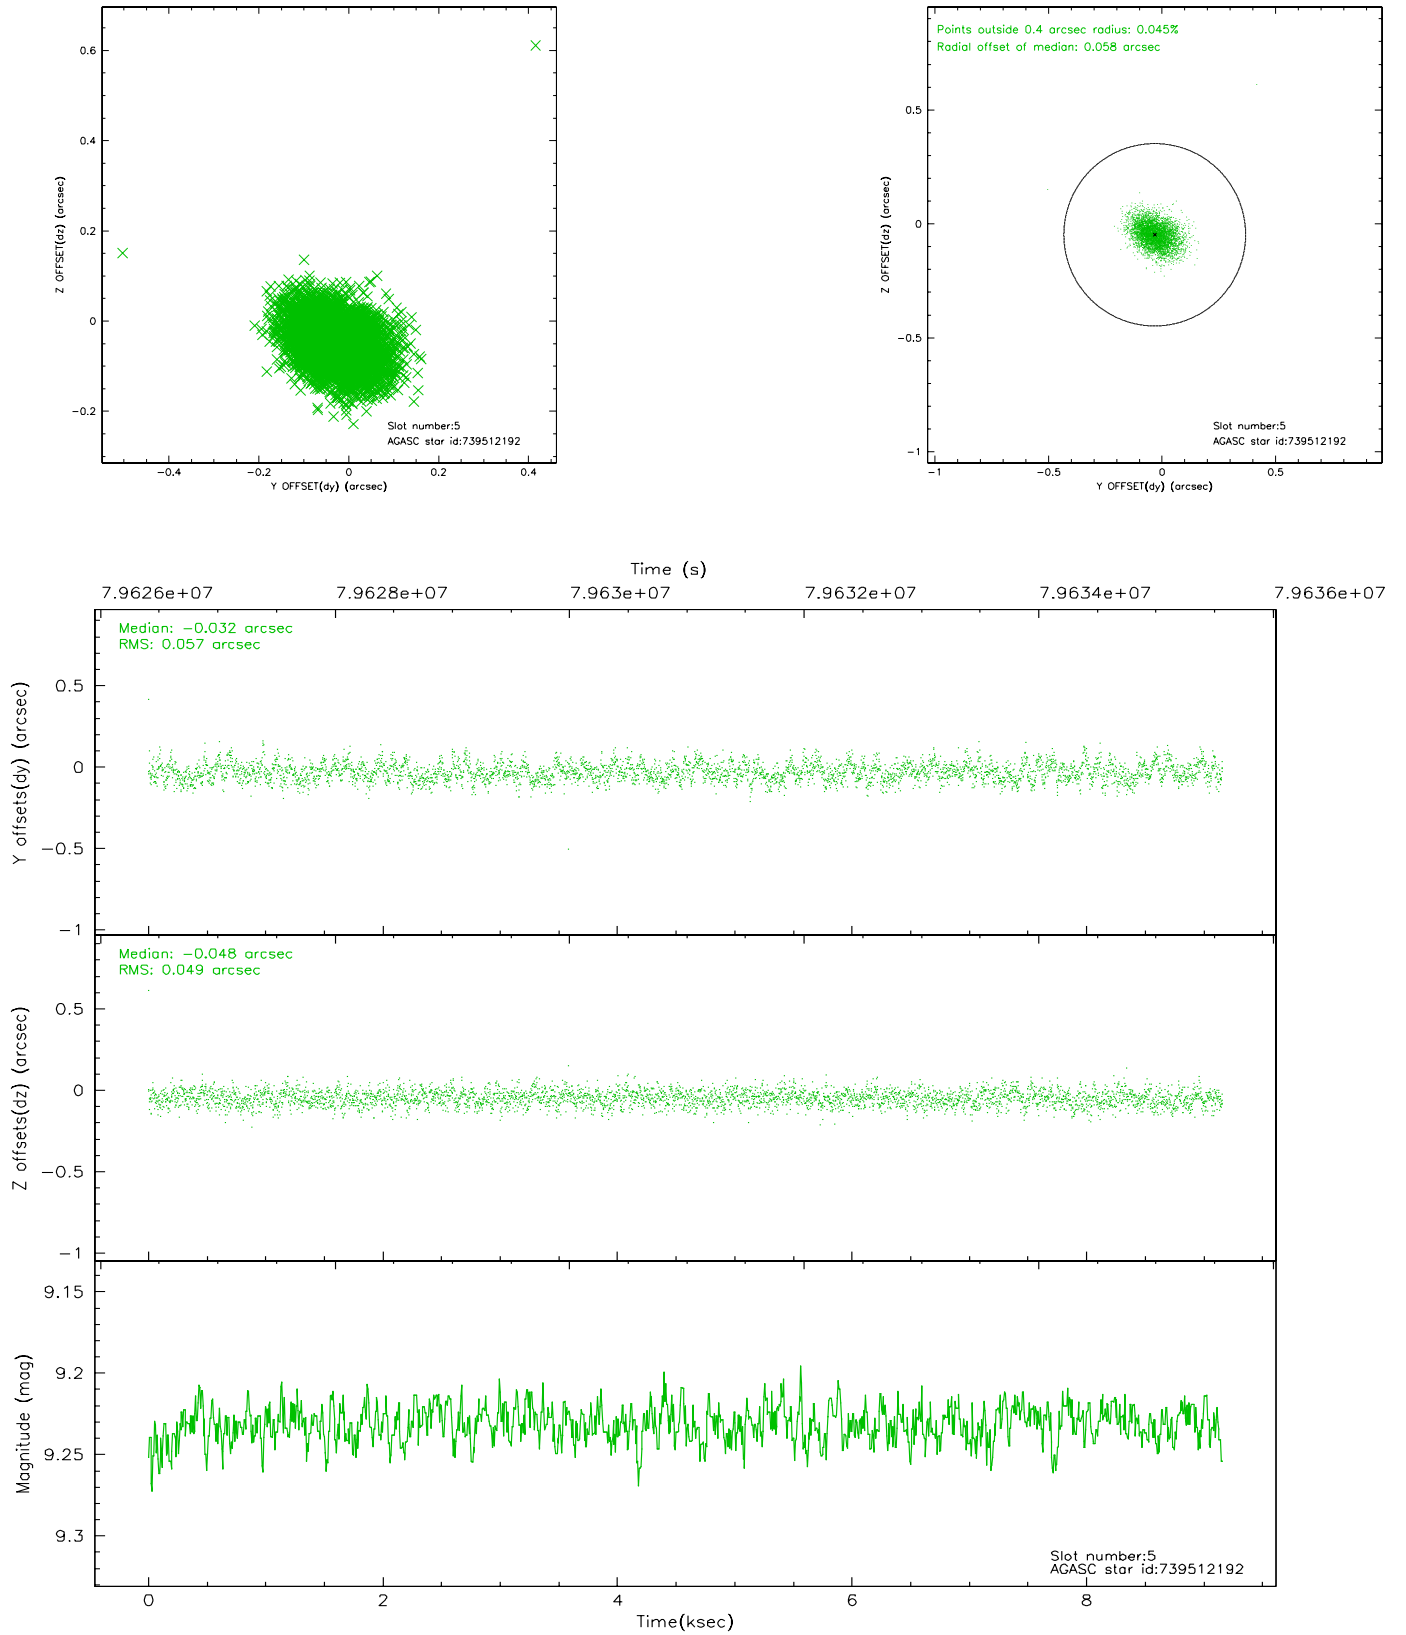 0.6
0.4
0.2
0
−0.2
Z OFFSET(dz) (arcsec)
−0.4
−0.2
0
0.2
0.4
Y OFFSET(dy) (arcsec)
Slot number:5
AGASC star id:739512192
Points outside 0.4 arcsec radius: 0.045%
Radial offset of median: 0.058 arcsec
0.5
0
−0.5
−1
Z OFFSET(dz) (arcsec)
−1
−0.5
0
0.5
Y OFFSET(dy) (arcsec)
Slot number:5
AGASC star id:739512192
Time (s)
7.9626e+07 7.9628e+07 7.963e+07 7.9632e+07 7.9634e+07 7.9636e+07
Median: −0.032 arcsec
RMS: 0.057 arcsec
0.5
0
−0.5
−1
Y offsets(dy) (arcsec)
Median: −0.048 arcsec
RMS: 0.049 arcsec
0.5
0
−0.5
−1
Z offsets(dz) (arcsec)
9.15
9.2
9.25
9.3
Magnitude (mag)
Slot number:5
AGASC star id:739512192
0 2 4 6 8
Time(ksec)